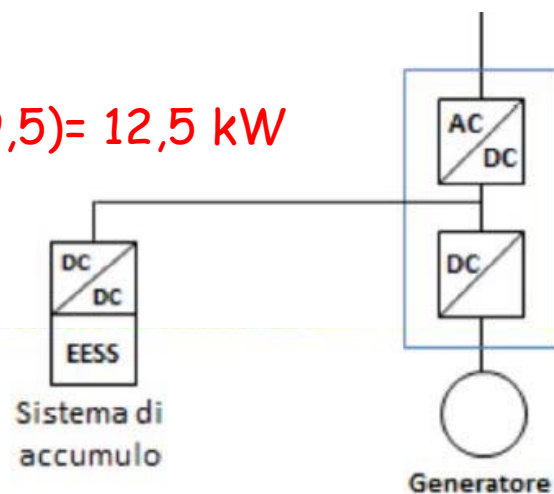 ,5)= 12,5 kW
AC
DC
DC
DC
DC
EESS
Sistema di
accumulo
Generatore